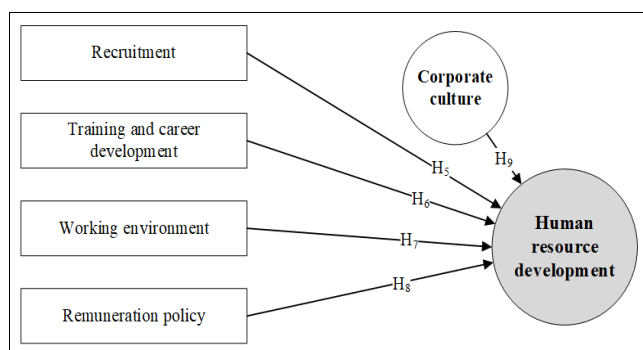 Recruitment
Training and career
development
Working environment
Remuneration policy
Corporate
culture
H₅
H₆
H₇
H₈
H₉
Human
resource
development